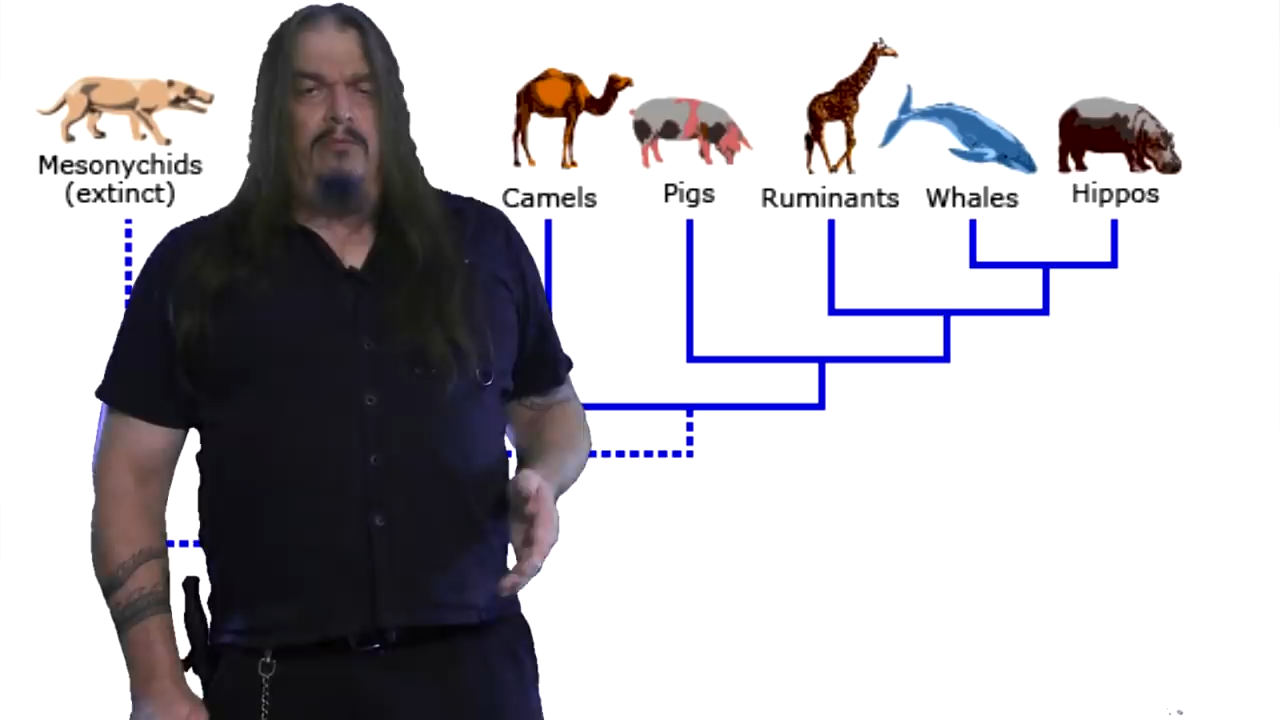 Mesonychids
(extinct)
Camels
Pigs
Ruminants
Whales
Hippos